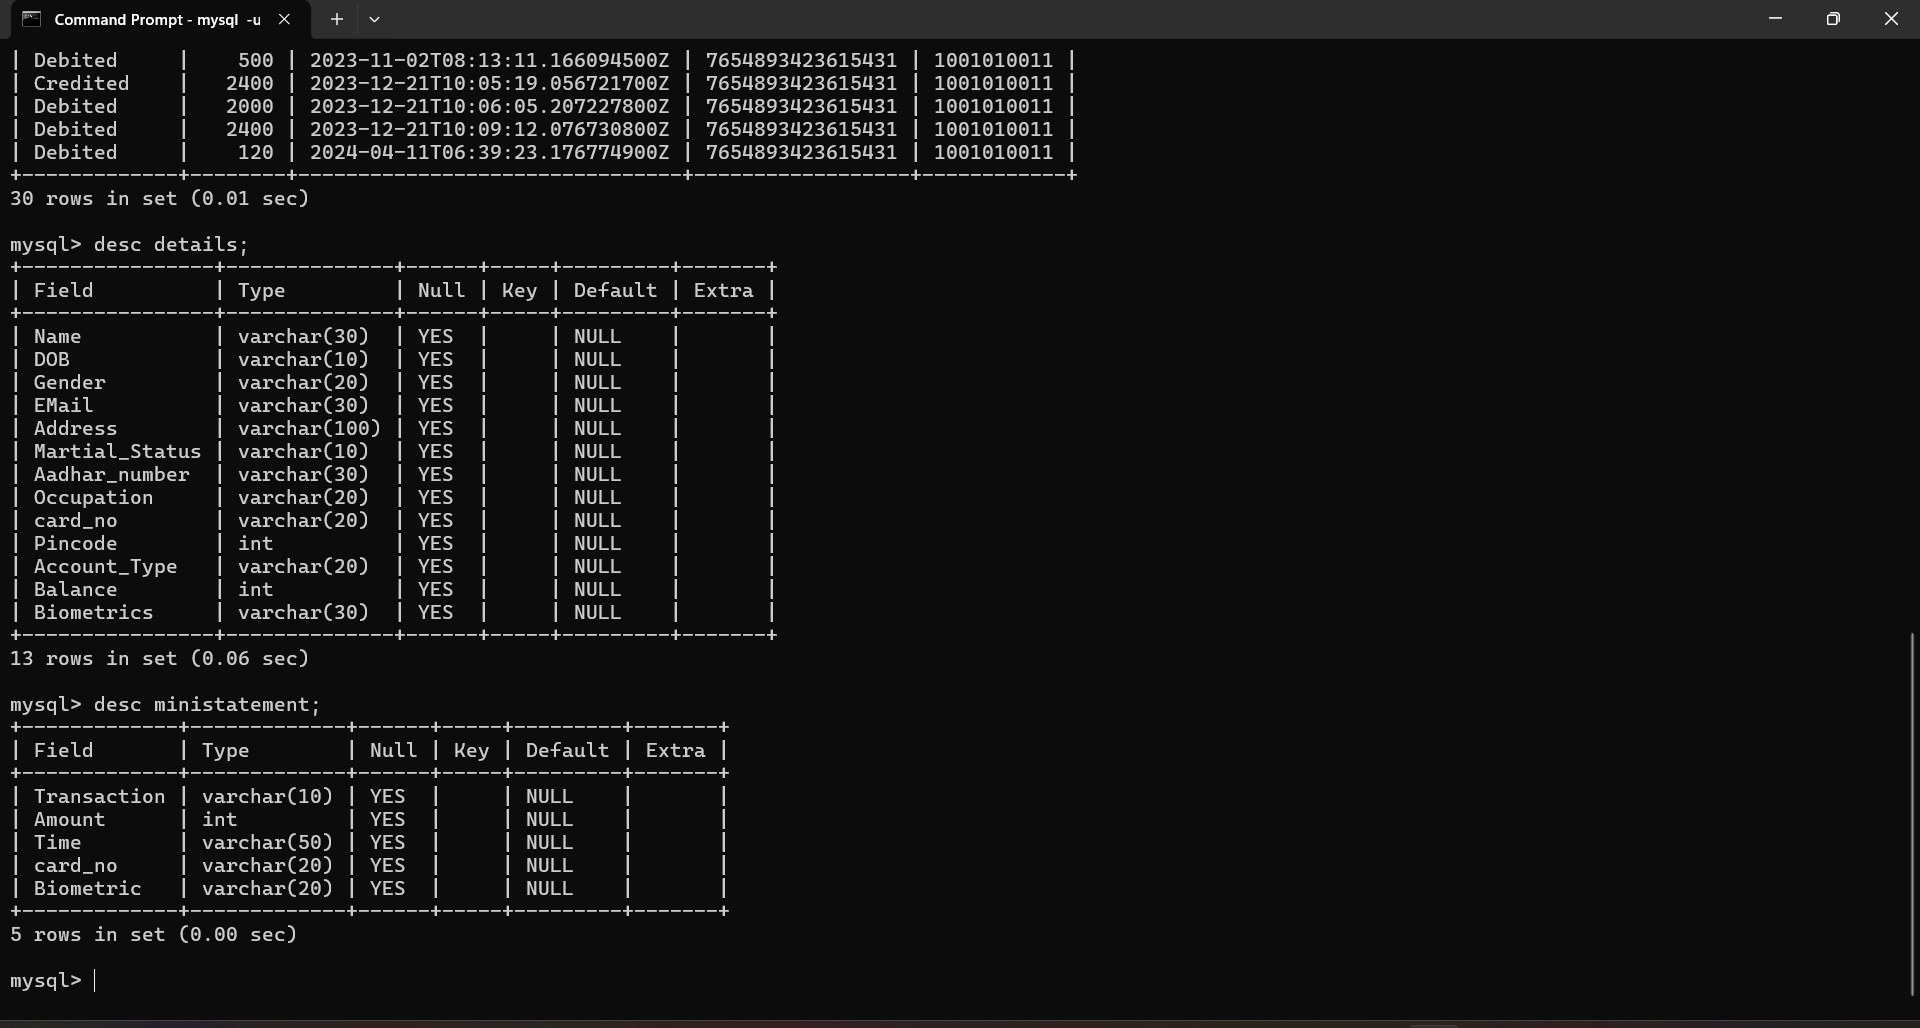 Command Prompt - mysql -u
| Debited     |    500 | 2023-11-02T08:13:11.166094500Z | 7654893423615431 | 1001010011 |
| Credited    |   2400 | 2023-12-21T10:05:19.056721700Z | 7654893423615431 | 1001010011 |
| Debited     |   2000 | 2023-12-21T10:06:05.207227800Z | 7654893423615431 | 1001010011 |
| Debited     |   2400 | 2023-12-21T10:09:12.076730800Z | 7654893423615431 | 1001010011 |
| Debited     |    120 | 2024-04-11T06:39:23.176774900Z | 7654893423615431 | 1001010011 |
+-------------+--------+--------------------------------+------------------+------------+
30 rows in set (0.01 sec)

mysql> desc details;
+----------------+--------------+------+-----+---------+-------+
| Field          | Type         | Null | Key | Default | Extra |
+----------------+--------------+------+-----+---------+-------+
| Name           | varchar(30)  | YES  |     | NULL    |       |
| DOB            | varchar(10)  | YES  |     | NULL    |       |
| Gender         | varchar(20)  | YES  |     | NULL    |       |
| EMail          | varchar(30)  | YES  |     | NULL    |       |
| Address        | varchar(100) | YES  |     | NULL    |       |
| Martial_Status | varchar(10)  | YES  |     | NULL    |       |
| Aadhar_number  | varchar(30)  | YES  |     | NULL    |       |
| Occupation     | varchar(20)  | YES  |     | NULL    |       |
| card_no        | varchar(20)  | YES  |     | NULL    |       |
| Pincode        | int          | YES  |     | NULL    |       |
| Account_Type   | varchar(20)  | YES  |     | NULL    |       |
| Balance        | int          | YES  |     | NULL    |       |
| Biometrics     | varchar(30)  | YES  |     | NULL    |       |
+----------------+--------------+------+-----+---------+-------+
13 rows in set (0.06 sec)

mysql> desc ministatement;
+-------------+-------------+------+-----+---------+-------+
| Field       | Type        | Null | Key | Default | Extra |
+-------------+-------------+------+-----+---------+-------+
| Transaction | varchar(10) | YES  |     | NULL    |       |
| Amount      | int         | YES  |     | NULL    |       |
| Time        | varchar(50) | YES  |     | NULL    |       |
| card_no     | varchar(20) | YES  |     | NULL    |       |
| Biometric   | varchar(20) | YES  |     | NULL    |       |
+-------------+-------------+------+-----+---------+-------+
5 rows in set (0.00 sec)

mysql>